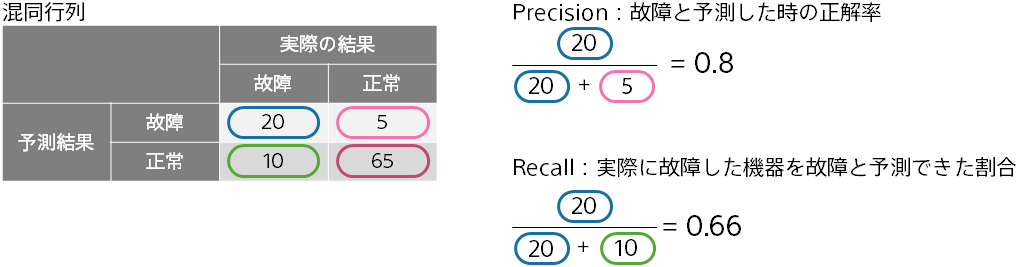 混同行列
実際の結果
故障 正常
予測結果 故障 20 5
正常 10 65
Precision：故障と予測した時の正解率
20
20 + 5
= 0.8
Recall：実際に故障した機器を故障と予測できた割合
20
20 + 10
= 0.66